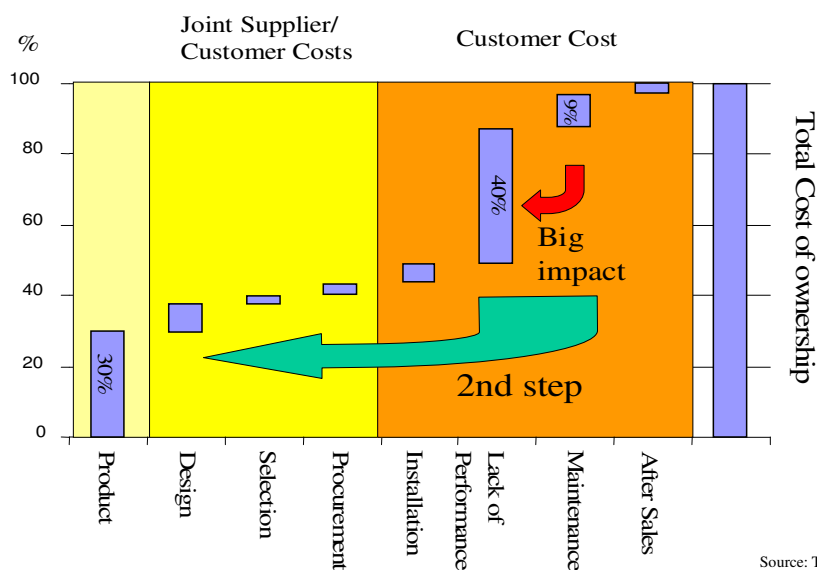 Joint Supplier/
Customer Costs
Customer Cost
%
100
80
60
40
20
0
30%
40%
9%
Big
impact
2nd step
Total Cost of ownership
Product
Design
Selection
Procurement
Installation
Lack of
Performance
Maintenance
After Sales
Source: T